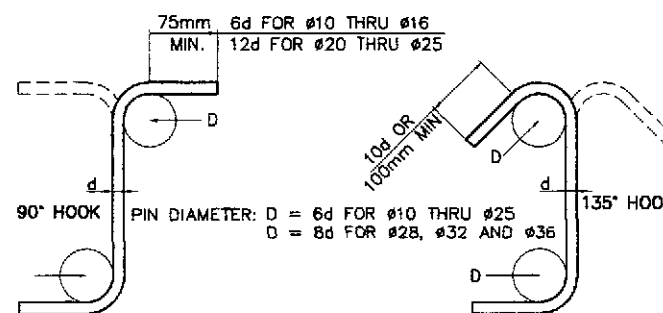 75mm 6d FOR ø10 THRU ø16
MIN. 12d FOR ø20 THRU ø25
D
10d OR
100mm MIN
D
d
d
90° HOOK
PIN DIAMETER: D = 6d FOR ø10 THRU ø25
135° HOO
D = 8d FOR ø28, ø32 AND ø36
D